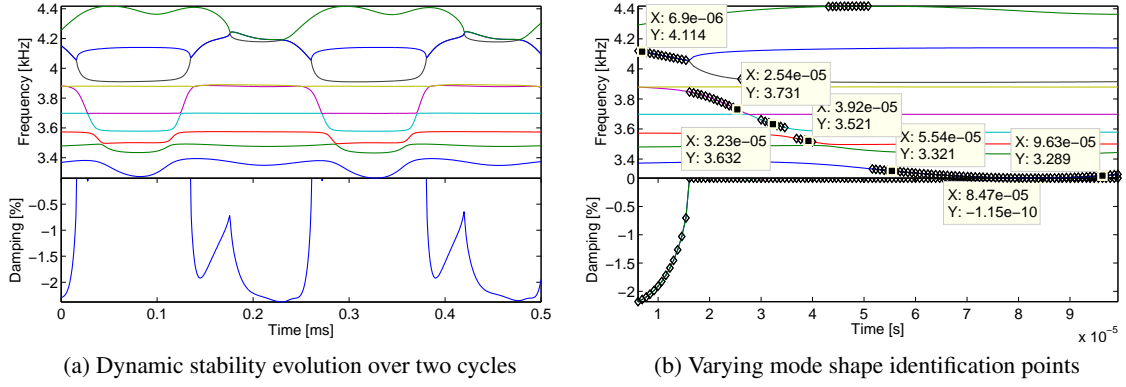 4.4
4.2
4
3.8
3.6
3.4
Frequency [kHz]
-0.5
-1
-1.5
-2
Damping [%]
0
0.1
0.2
0.3
0.4
0.5
Time [ms]
(a) Dynamic stability evolution over two cycles
4.4
4.2
4
3.8
3.6
3.4
Frequency [kHz]
X: 6.9e-06
Y: 4.114
X: 2.54e-05
Y: 3.731
X: 3.92e-05
Y: 3.521
X: 3.23e-05
Y: 3.632
X: 5.54e-05
Y: 3.321
X: 9.63e-05
Y: 3.289
X: 8.47e-05
Y: -1.15e-10
0
-0.5
-1
-1.5
-2
Damping [%]
1
2
3
4
5
6
7
8
9
Time [s]
x 10⁻⁵
(b) Varying mode shape identification points